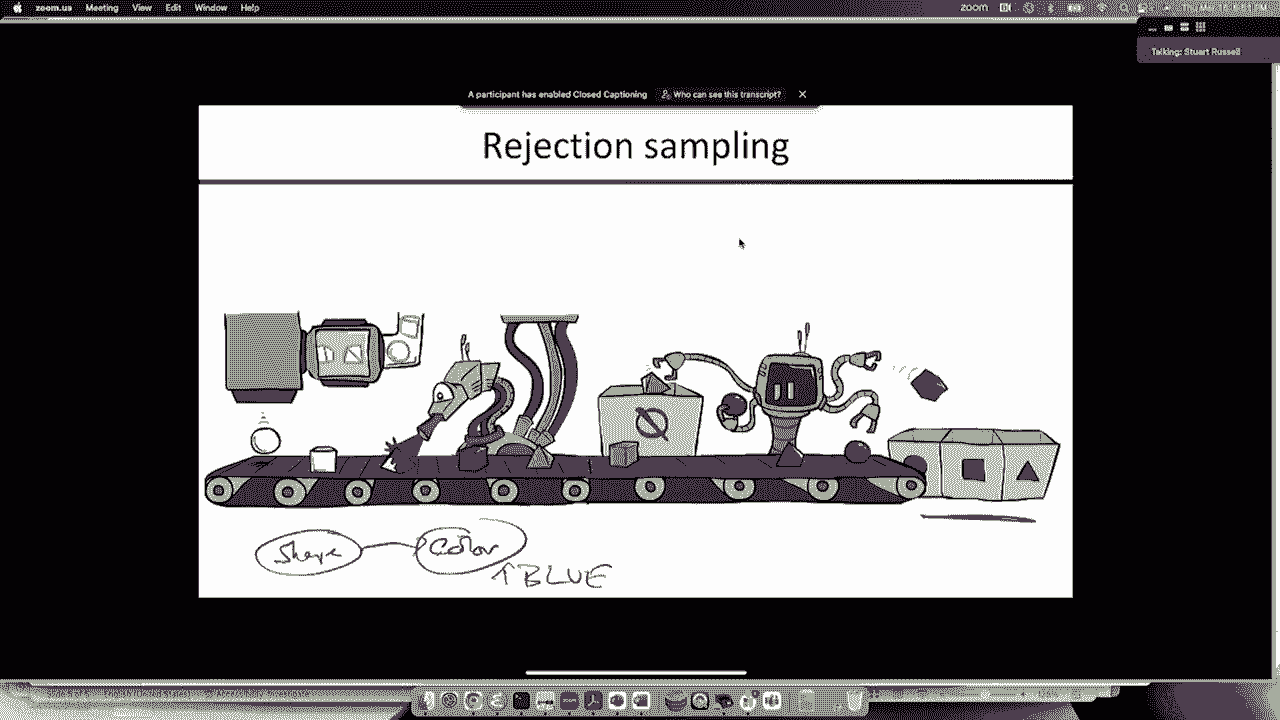 zoom.us Meeting View Edit Window Help
zoom
Talking: Stuart Russell
A participant has enabled Closed Captioning Who can see this transcript?
Rejection sampling
Shape Color
BLUE